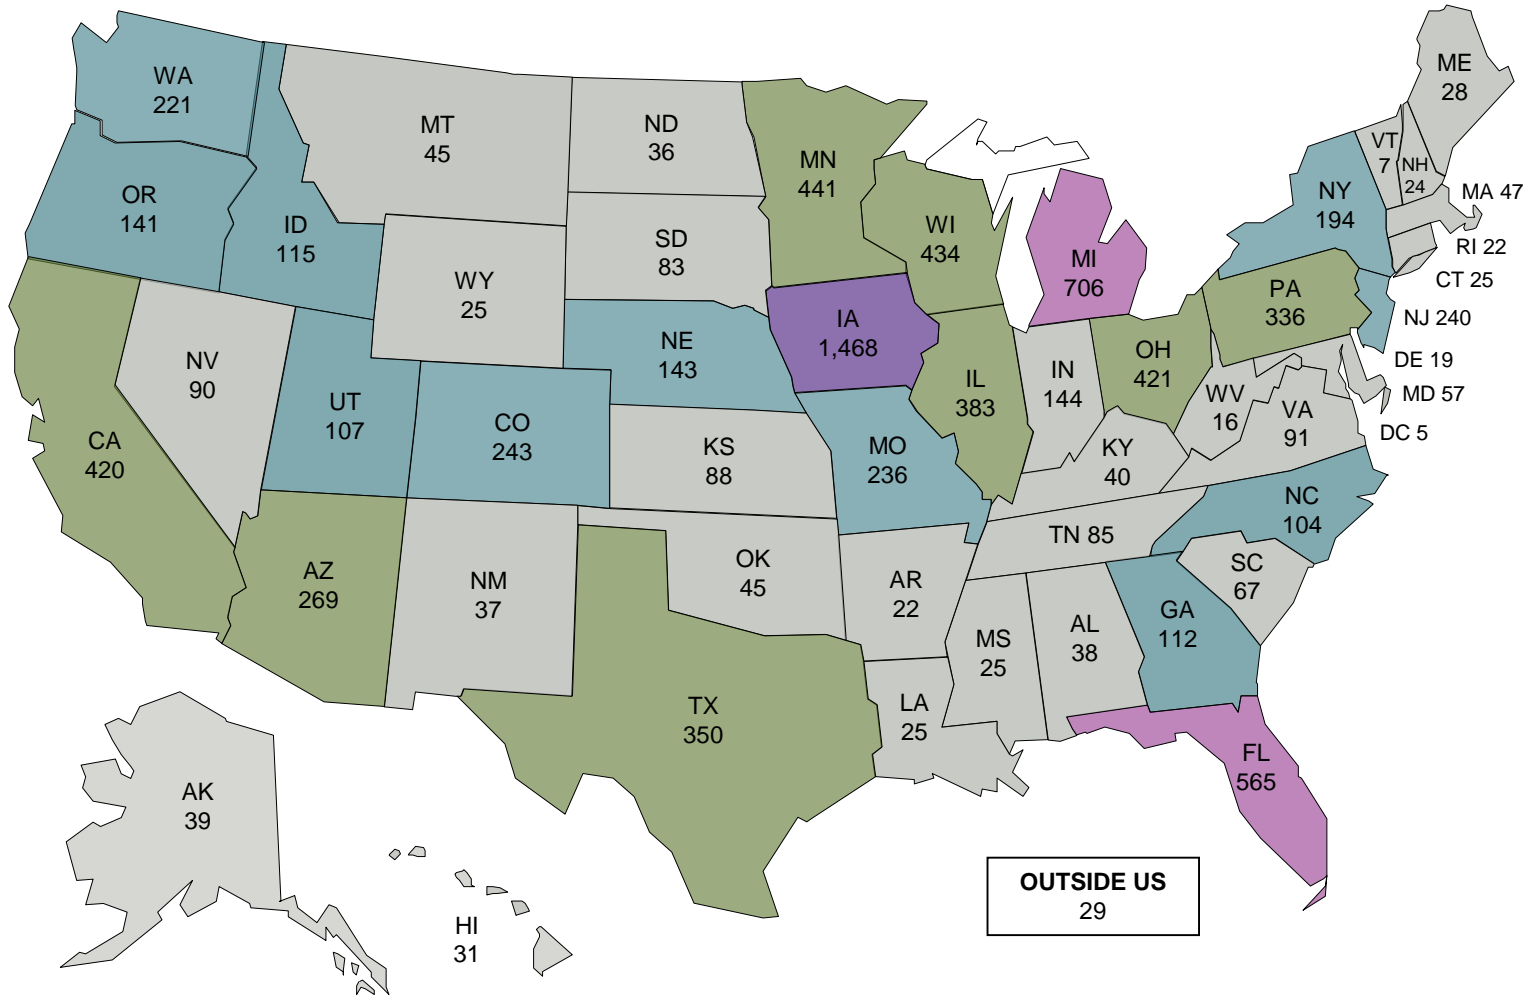 WA
221
OR
141
ID
115
MT
45
ND
36
MN
441
WI
434
MI
706
NY
194
VT
7
NH
24
ME
28
MA 47
RI 22
CT 25
NJ 240
DE 19
MD 57
DC 5
SD
83
WY
25
NE
143
IA
1,468
IL
383
IN
144
OH
421
PA
336
WV
16
VA
91
NV
90
UT
107
CO
243
KS
88
MO
236
KY
40
CA
420
AZ
269
NM
37
OK
45
AR
22
TN 85
NC
104
SC
67
GA
112
AL
38
MS
25
LA
25
TX
350
FL
565
AK
39
HI
31
OUTSIDE US
29